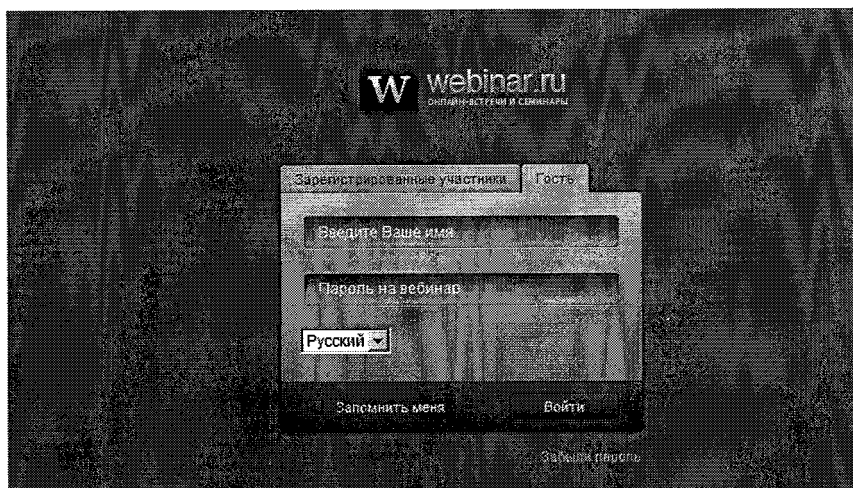 W webinar.ru
ОНЛАЙН-ВСТРЕЧИ И СЕМИНАРЫ
Зарегистрированные участники Гость
Введите Ваше имя
Пароль на вебинар
Русский
Запомнить меня Войти
Забыли пароль